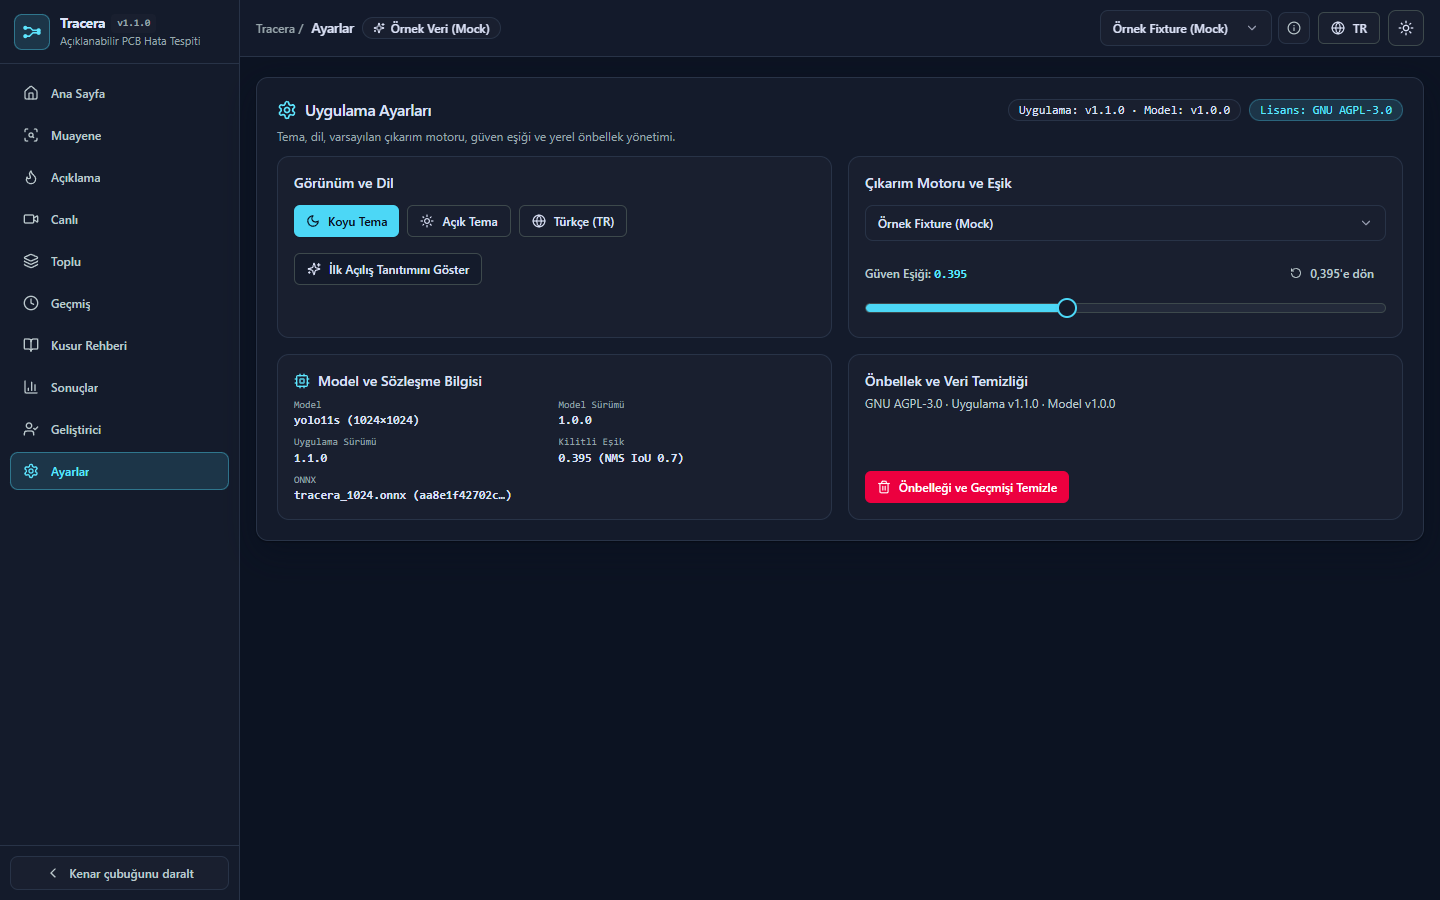 Tracera v1.1.0
Açıklanabilir PCB Hata Tespiti
Ana Sayfa
Muayene
Açıklama
Canlı
Toplu
Geçmiş
Kusur Rehberi
Sonuçlar
Geliştirici
Ayarlar
Kenar çubuğunu daralt
Tracera / Ayarlar Örnek Veri (Mock)
Örnek Fixture (Mock) TR
Uygulama Ayarları
Uygulama: v1.1.0 · Model: v1.0.0 Lisans: GNU AGPL-3.0
Tema, dil, varsayılan çıkarım motoru, güven eşiği ve yerel önbellek yönetimi.
Görünüm ve Dil
Koyu Tema Açık Tema Türkçe (TR)
İlk Açılış Tanıtımını Göster
Çıkarım Motoru ve Eşik
Örnek Fixture (Mock)
Güven Eşiği: 0.395 0,395'e dön
Model ve Sözleşme Bilgisi
Model
yolo11s (1024×1024)
Model Sürümü
1.0.0
Uygulama Sürümü
1.1.0
Kilitli Eşik
0.395 (NMS IoU 0.7)
ONNX
tracera_1024.onnx (aa8e1f42702c…)
Önbellek ve Veri Temizliği
GNU AGPL-3.0 · Uygulama v1.1.0 · Model v1.0.0
Önbelleği ve Geçmişi Temizle